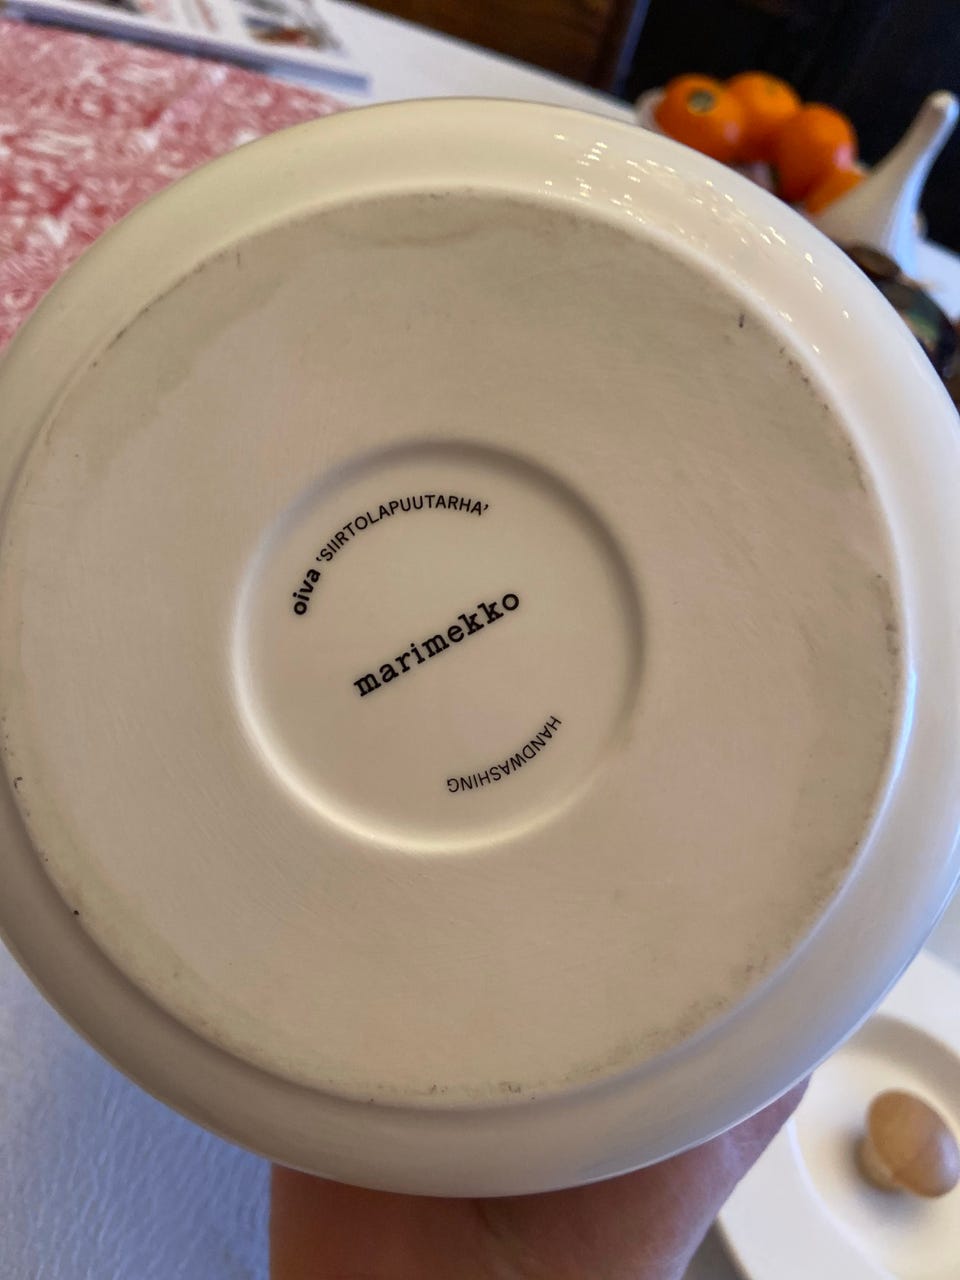 oiva 'SIIRTOLAPUUTARHA'
marimekko
HANDWASHING